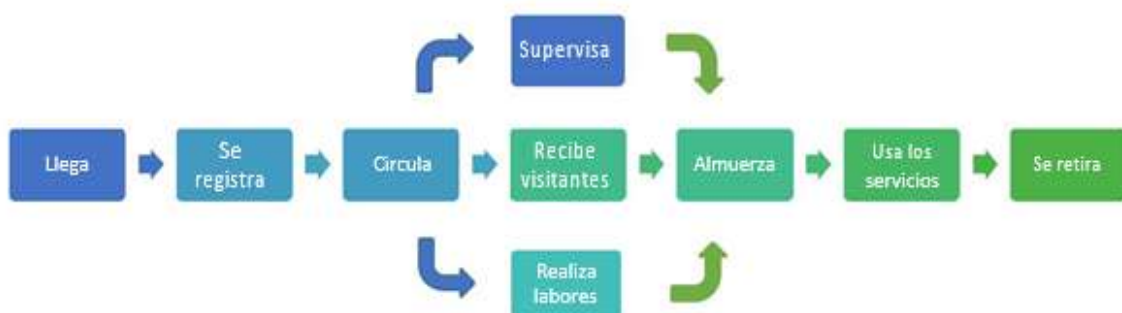 Supervisa
Llega
Se
registra
Circula
Recibe
visitantes
Almuerza
Usa los
servicios
Se retira
Realiza
labores